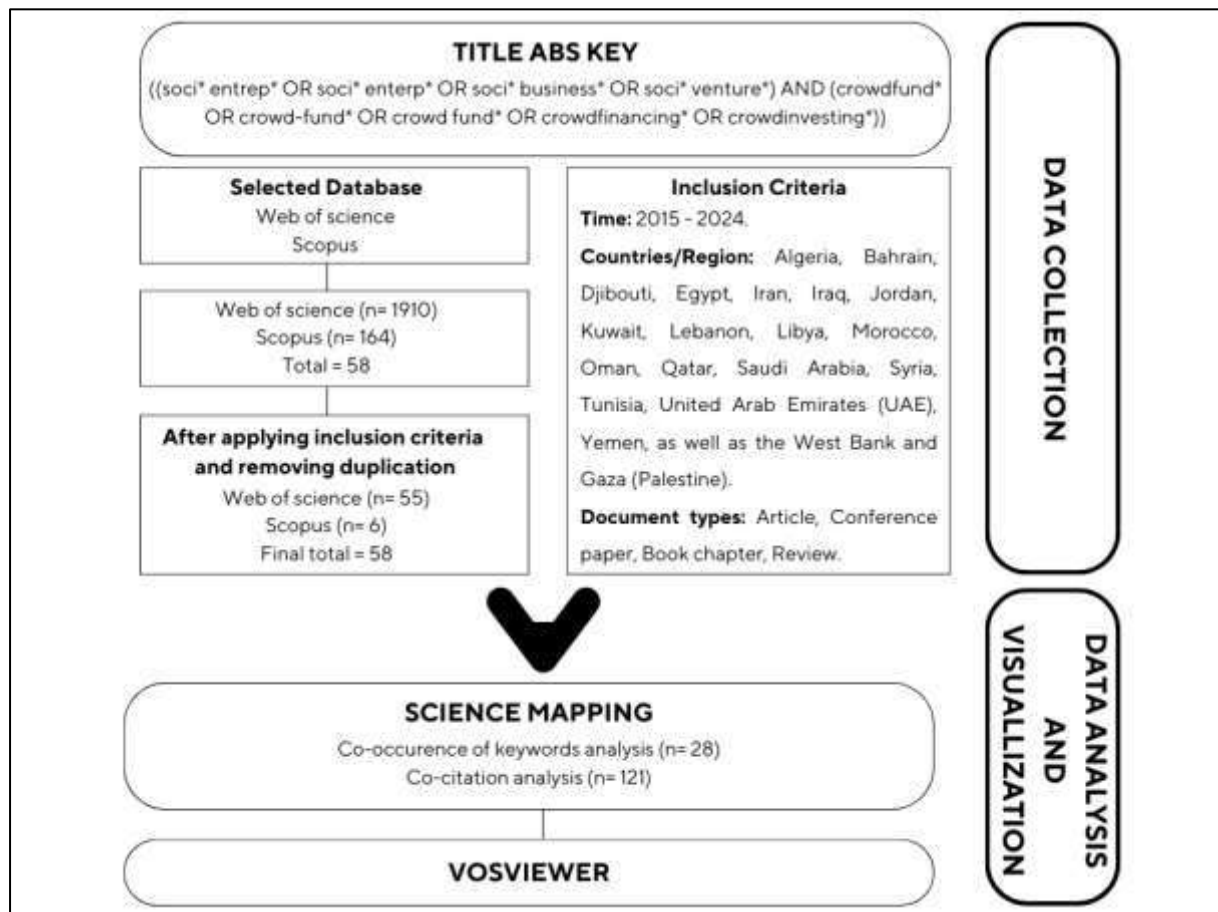 TITLE ABS KEY
((soci* entrep* OR soci* enterp* OR soci* business* OR soci* venture*) AND (crowdfund*
OR crowd-fund* OR crowd fund* OR crowdfinancing* OR crowdinvesting*))
Selected Database
Web of science
Scopus
Web of science (n= 1910)
Scopus (n= 164)
Total = 58
After applying inclusion criteria
and removing duplication
Web of science (n= 55)
Scopus (n= 6)
Final total = 58
Inclusion Criteria
Time: 2015 - 2024.
Countries/Region: Algeria, Bahrain,
Djibouti, Egypt, Iran, Iraq, Jordan,
Kuwait, Lebanon, Libya, Morocco,
Oman, Qatar, Saudi Arabia, Syria,
Tunisia, United Arab Emirates (UAE),
Yemen, as well as the West Bank and
Gaza (Palestine).
Document types: Article, Conference
paper, Book chapter, Review.
DATA COLLECTION
SCIENCE MAPPING
Co-occurence of keywords analysis (n= 28)
Co-citation analysis (n= 121)
VOSVIEWER
DATA ANALYSIS
AND
VISUALLIZATION